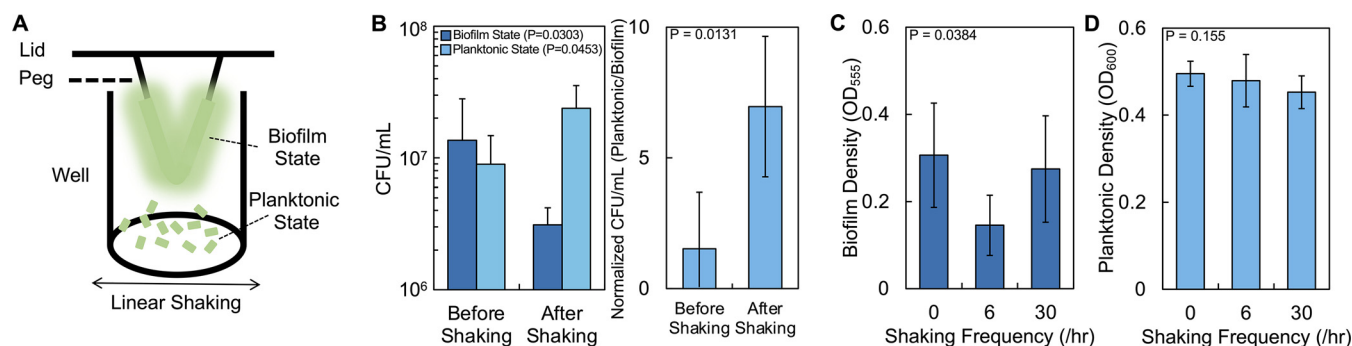 A
Lid
Peg
Well
Biofilm
State
Planktonic
State
Linear Shaking
B
CFU/mL
10⁸
10⁷
10⁶
Biofilm State (P=0.0303)
Planktonic State (P=0.0453)
Before
Shaking
After
Shaking
Normalized CFU/mL (Planktonic/Biofilm)
10
5
0
P = 0.0131
Before
Shaking
After
Shaking
C
Biofilm Density (OD₅₅₅)
0.6
0.4
0.2
0
P = 0.0384
0 6 30
Shaking Frequency (/hr)
D
Planktonic Density (OD₆₀₀)
0.6
0.4
0.2
0
P = 0.155
0 6 30
Shaking Frequency (/hr)